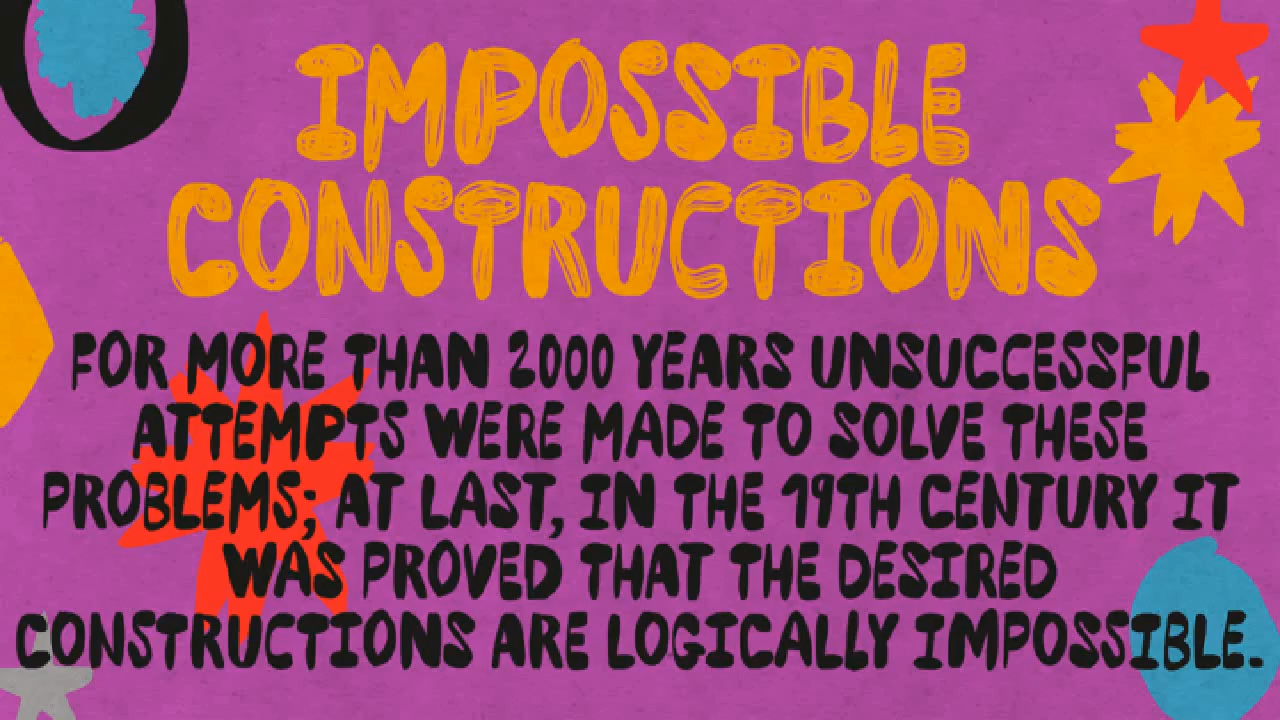 IMPOSSIBLE
CONSTRUCTIONS
FOR MORE THAN 2000 YEARS UNSUCCESSFUL
ATTEMPTS WERE MADE TO SOLVE THESE
PROBLEMS; AT LAST, IN THE 19TH CENTURY IT
WAS PROVED THAT THE DESIRED
CONSTRUCTIONS ARE LOGICALLY IMPOSSIBLE.